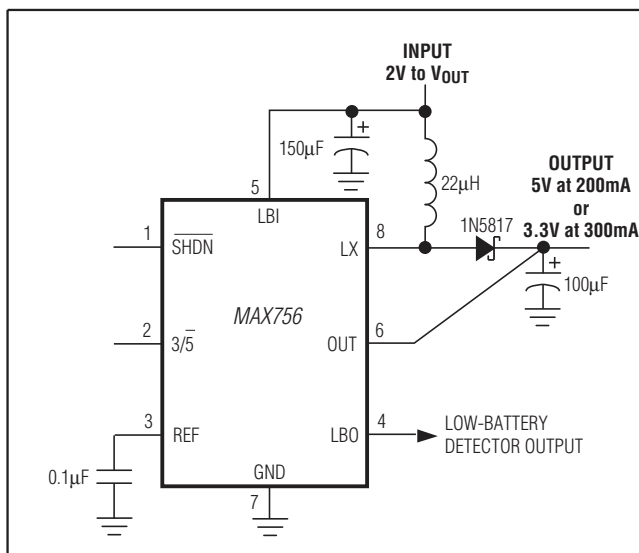 INPUT
2V to VOUT
+
150µF
22µH
OUTPUT
5V at 200mA
or
3.3V at 300mA
5
LBI
1N5817
1
SHDN
LX
8
+
100µF
MAX756
2
3/5
OUT
6
3
REF
LBO
4
LOW-BATTERY
DETECTOR OUTPUT
0.1µF
GND
7